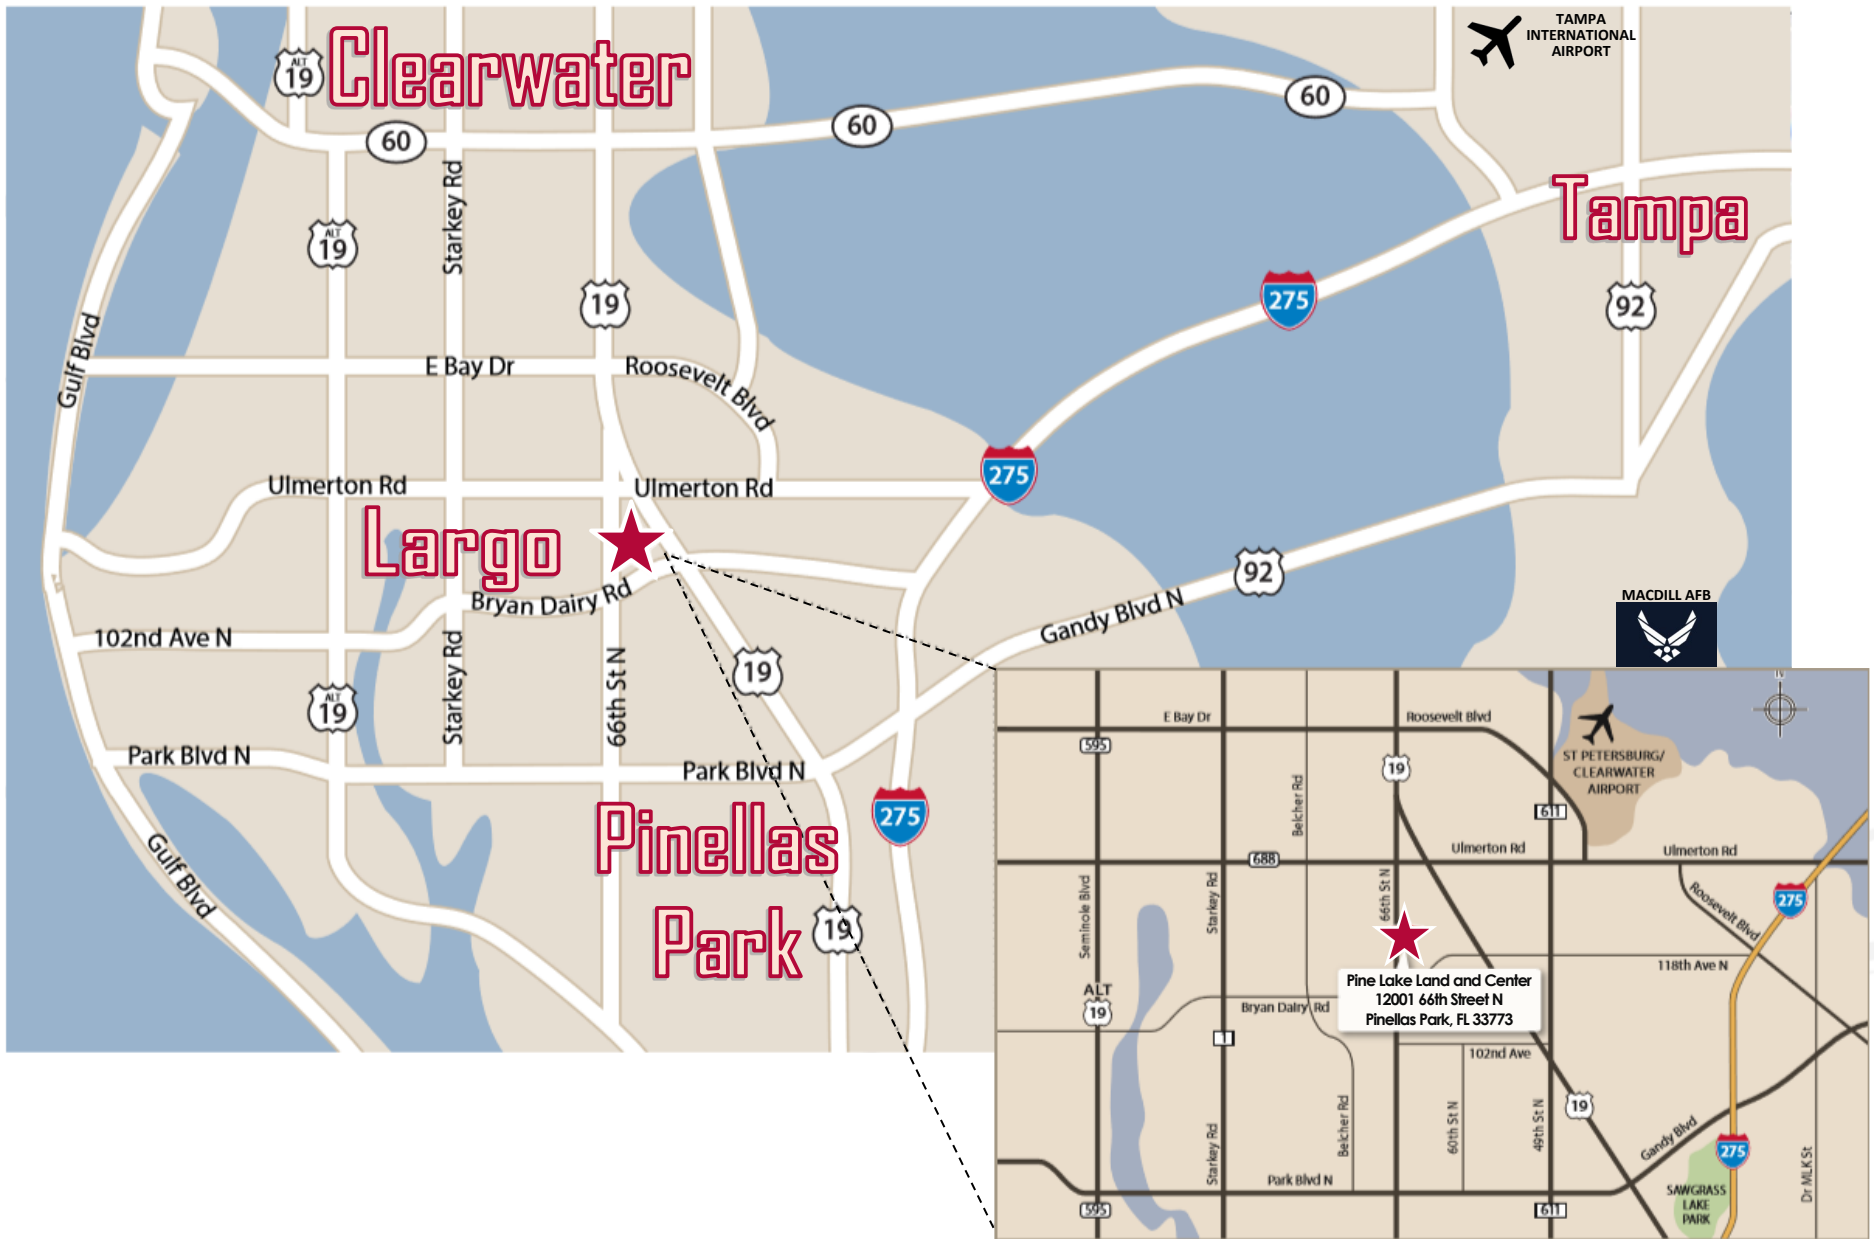 TAMPA
INTERNATIONAL
AIRPORT
ALT
19
Clearwater
60
60
60
Starkey Rd
ALT
19
Tampa
19
275
92
Gulf Blvd
E Bay Dr
Roosevelt Blvd
Ulmerton Rd
Ulmerton Rd
275
Largo
92
Bryan Dairy Rd
Gandy Blvd N
MACDILL AFB
102nd Ave N
Starkey Rd
66th St N
19
ALT
19
Park Blvd N
Park Blvd N
275
Pinellas
Park
Gulf Blvd
19
N
E Bay Dr
Roosevelt Blvd
595
19
ST PETERSBURG/
CLEARWATER
AIRPORT
Belcher Rd
611
688
Ulmerton Rd
Ulmerton Rd
Seminole Blvd
Starkey Rd
66th St N
Roosevelt Blvd
275
118th Ave N
Pine Lake Land and Center
12001 66th Street N
Pinellas Park, FL 33773
ALT
19
Bryan Dairy Rd
1
102nd Ave
19
Starkey Rd
Belcher Rd
60th St N
49th St N
Gandy Blvd
275
Dr MLK St
Park Blvd N
SAWGRASS
LAKE
PARK
595
611